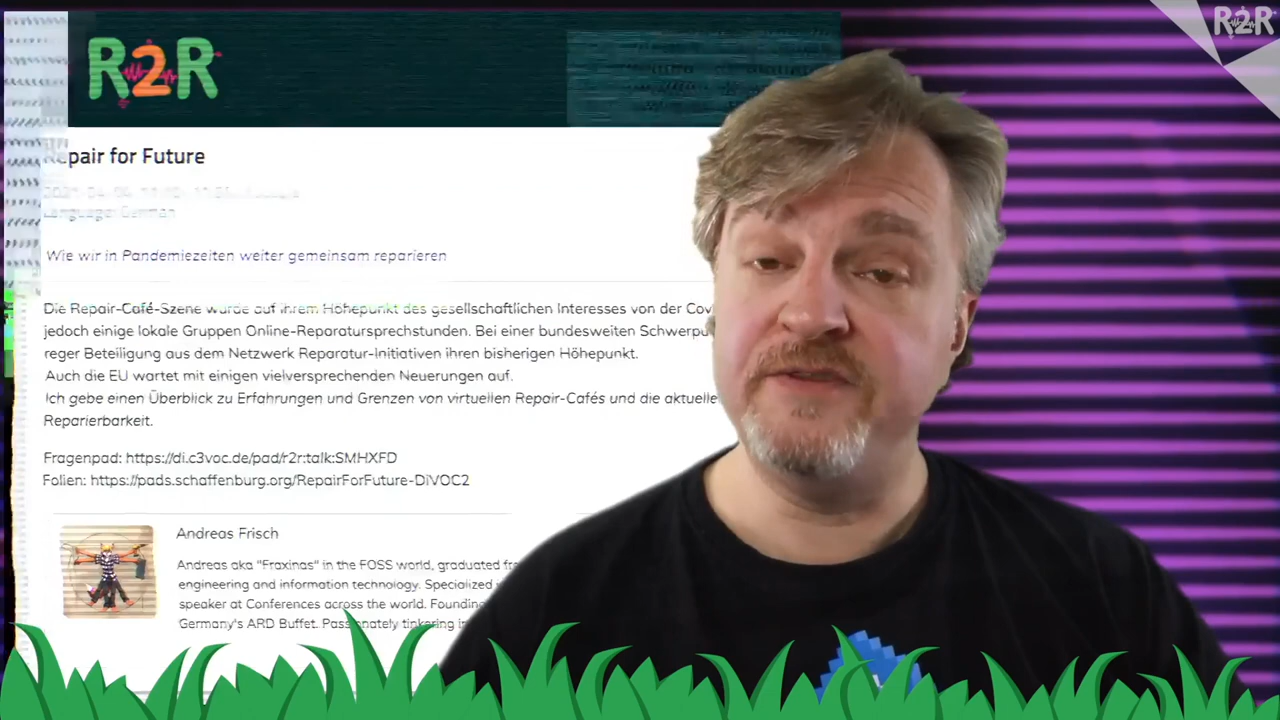 R2R
R2R
pair for Future
Language: German
Wie wir in Pandemiezeiten weiter gemeinsam reparieren
Die Repair-Café-Szene wurde auf ihrem Höhepunkt des gesellschaftlichen Interesses von der Cov
jedoch einige lokale Gruppen Online-Reparatursprechstunden. Bei einer bundesweiten Schwerpu
reger Beteiligung aus dem Netzwerk Reparatur-Initiativen ihren bisherigen Höhepunkt.
Auch die EU wartet mit einigen vielversprechenden Neuerungen auf.
Ich gebe einen Überblick zu Erfahrungen und Grenzen von virtuellen Repair-Cafés und die aktuelle
Reparierbarkeit.
Fragenpad: https://di.c3voc.de/pad/r2r:talk:SMHXFD
Folien: https://pads.schaffenburg.org/RepairForFuture-DiVOC2
Andreas Frisch
Andreas aka "Fraxinas" in the FOSS world, graduated fr
engineering and information technology. Specialized
speaker at Conferences across the world. Founding
Germany's ARD Buffet. Passionately tinkering in